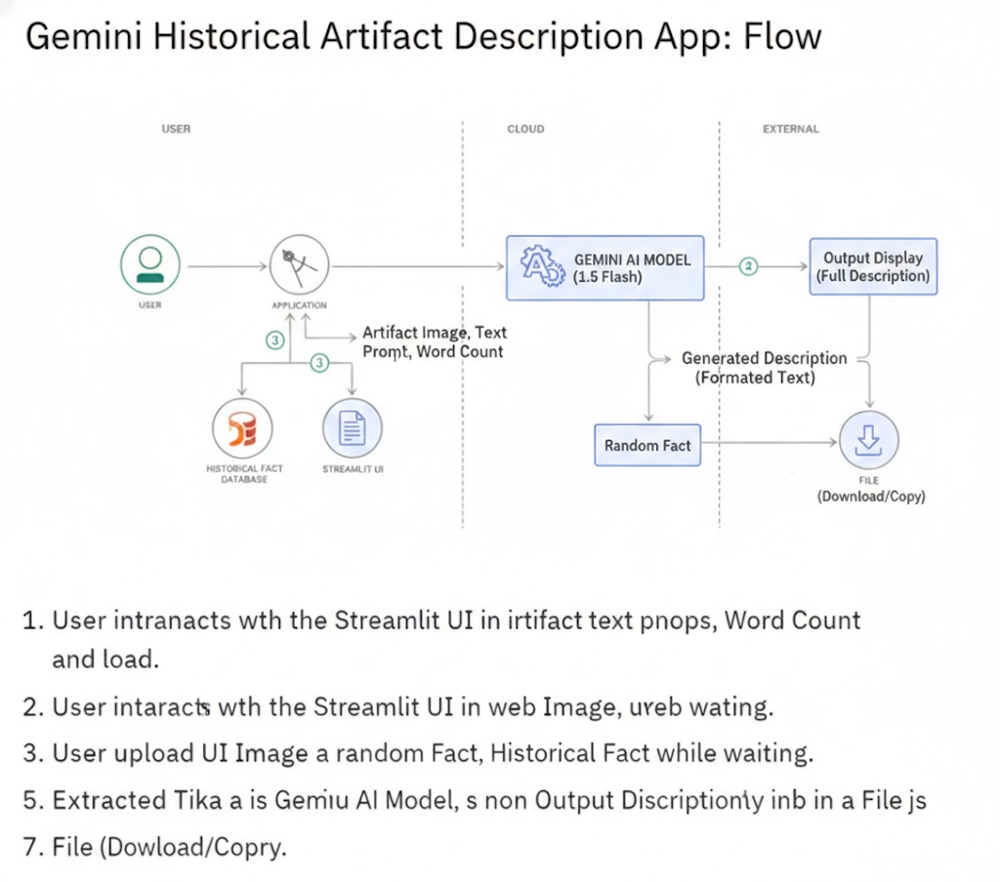 Gemini Historical Artifact Description App: Flow
USER
CLOUD
EXTERNAL
GEMINI AI MODEL
(1.5 Flash)
2
Output Display
(Full Description)
USER
APPLICATION
3
Artifact Image, Text
Promt, Word Count
3
Generated Description
(Formated Text)
Random Fact
HISTORICAL FACT
DATABASE
STREAMLIT UI
FILE
(Download/Copy)
1. User intranacts wth the Streamlit UI in irtifact text pnops, Word Count
and load.
2. User intaracts wth the Streamlit UI in web Image, ureb wating.
3. User upload UI Image a random Fact, Historical Fact while waiting.
5. Extracted Tika a is Gemiu AI Model, s non Output Discriptionly inb in a File js
7. File (Dowload/Copry.